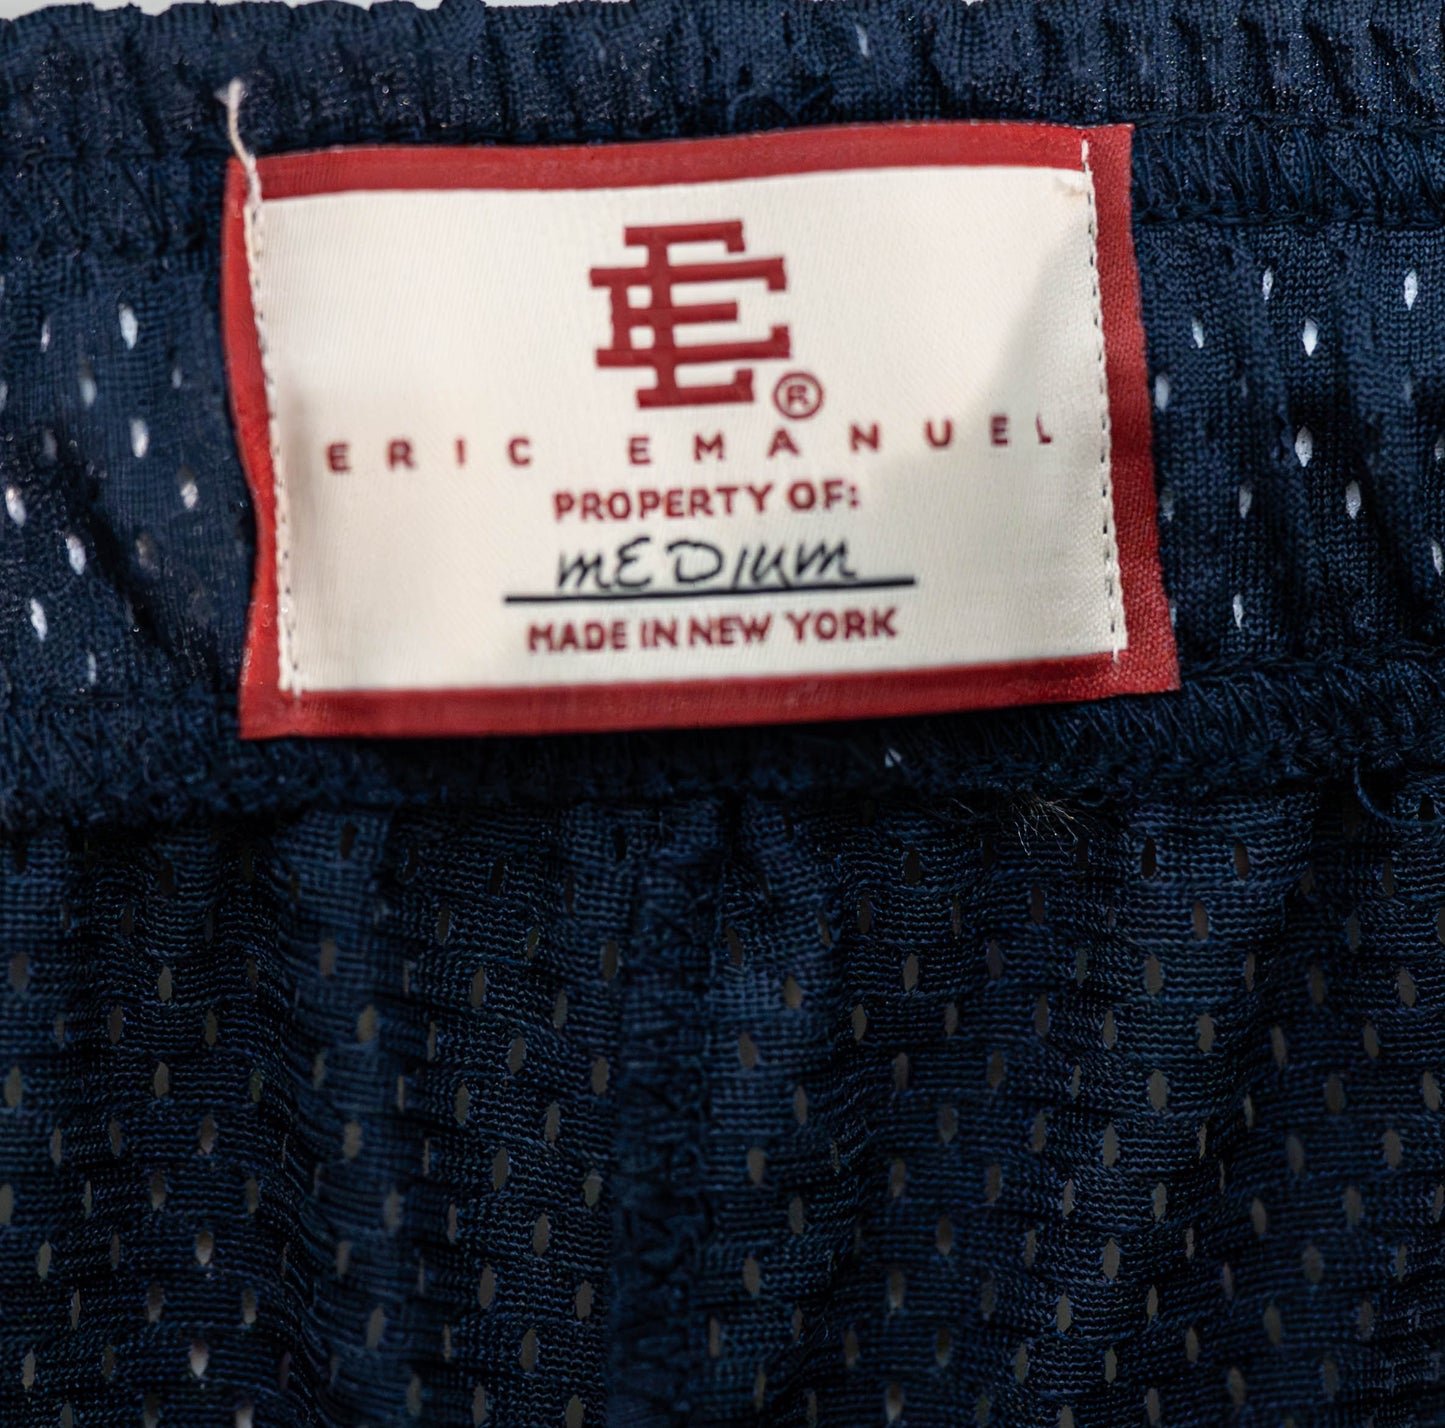 EE®
ERIC EMANUEL
PROPERTY OF:
mEDIum
MADE IN NEW YORK